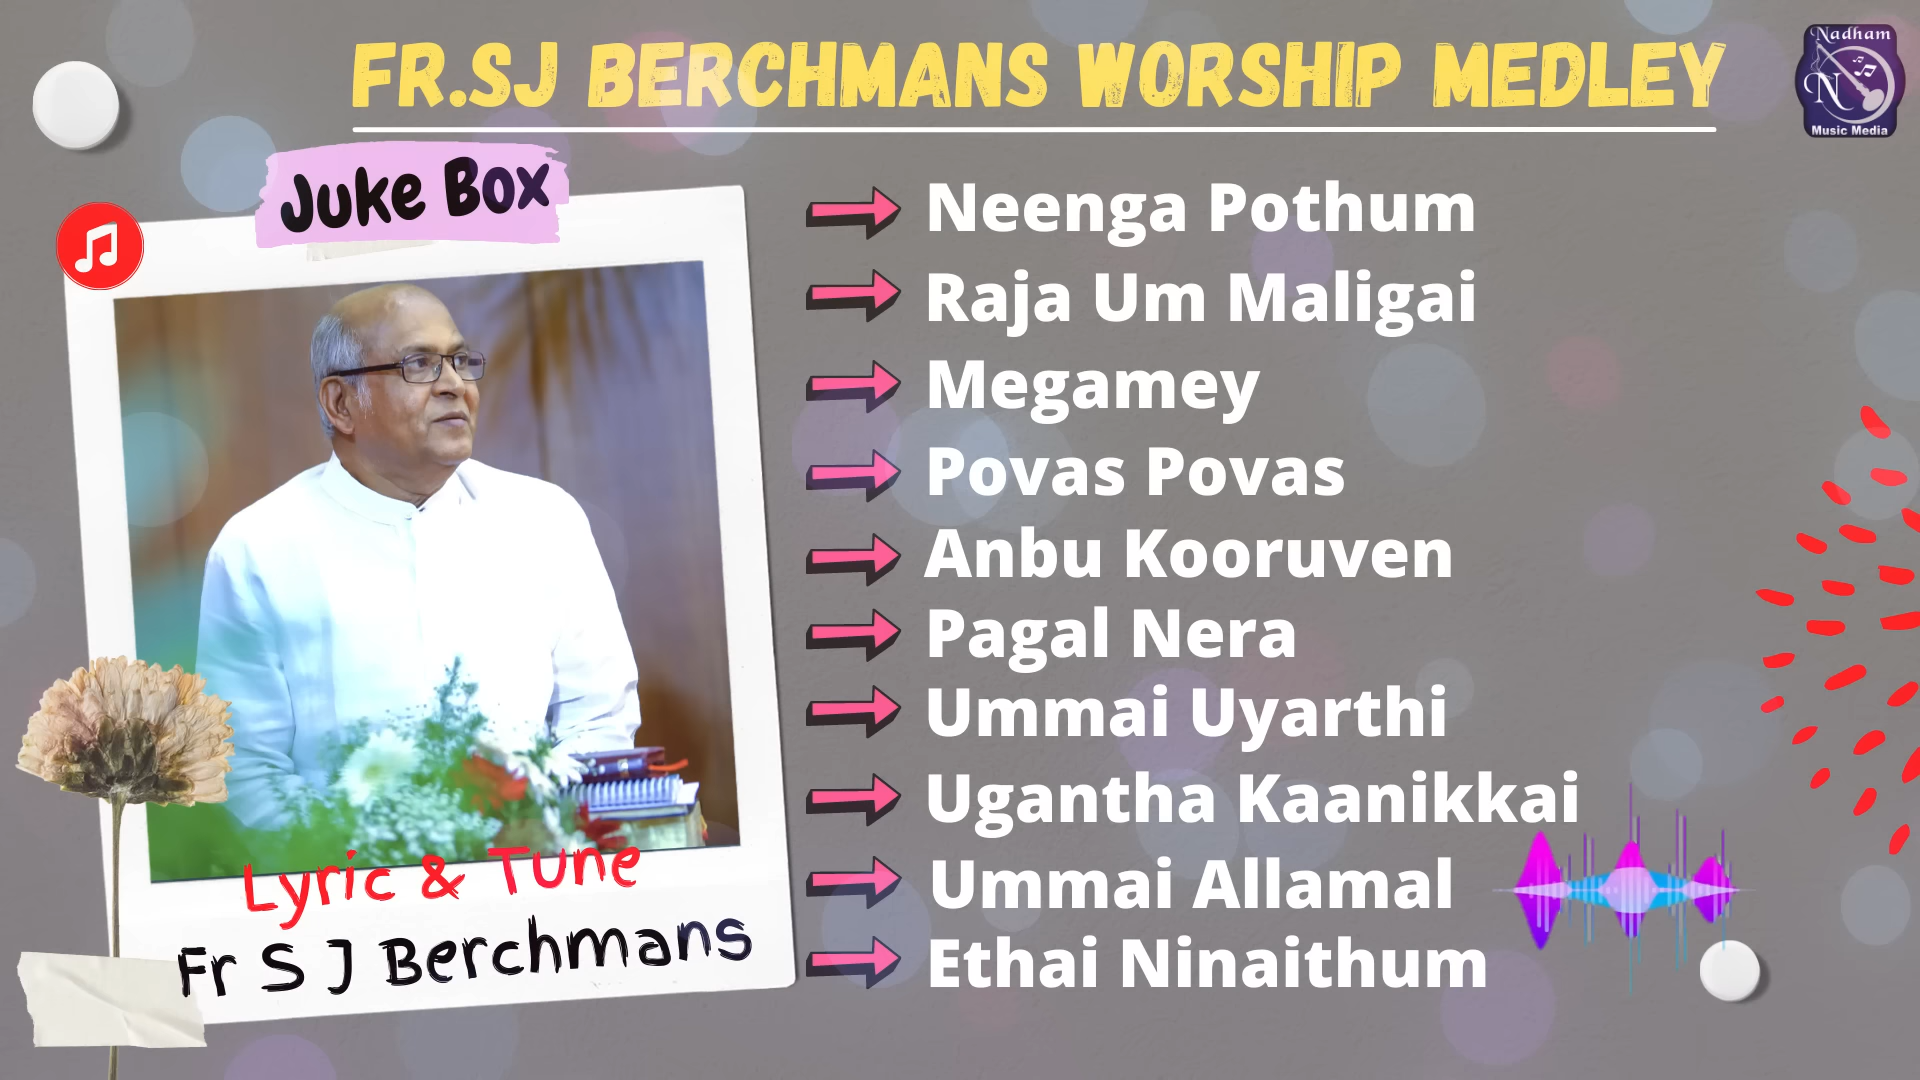 FR.SJ BERCHMANS WORSHIP MEDLEY
Nadham
N
Music Media
Juke Box
Neenga Pothum
Raja Um Maligai
Megamey
Povas Povas
Anbu Kooruven
Pagal Nera
Ummai Uyarthi
Ugantha Kaanikkai
Ummai Allamal
Ethai Ninaithum
Lyric & Tune
Fr S J Berchmans